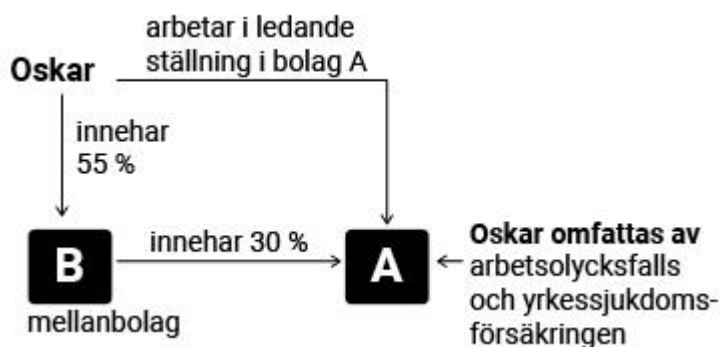 arbetar i ledande
ställning i bolag A
Oskar
innehar
55 %
B
innehar 30 %
A
mellanbolag
Oskar omfattas av
arbetsolycksfalls
och yrkessjukdoms-
försäkringen